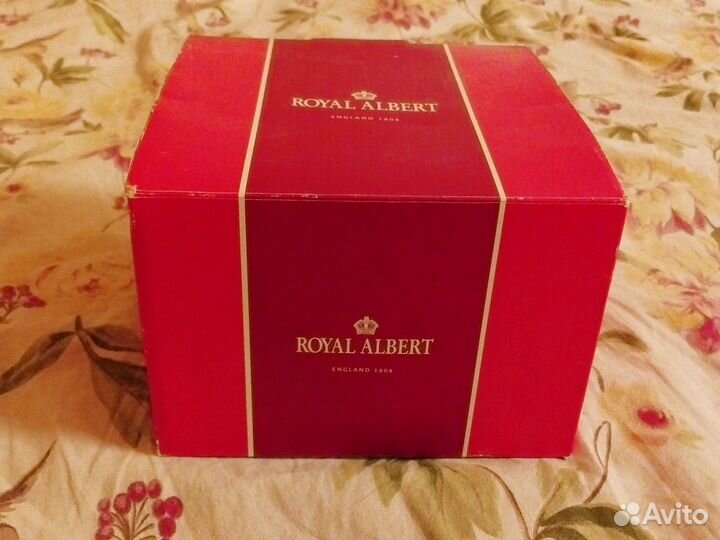 ROYAL ALBERT
ENGLAND 1904
ROYAL ALBERT
ENGLAND 1904
Avito